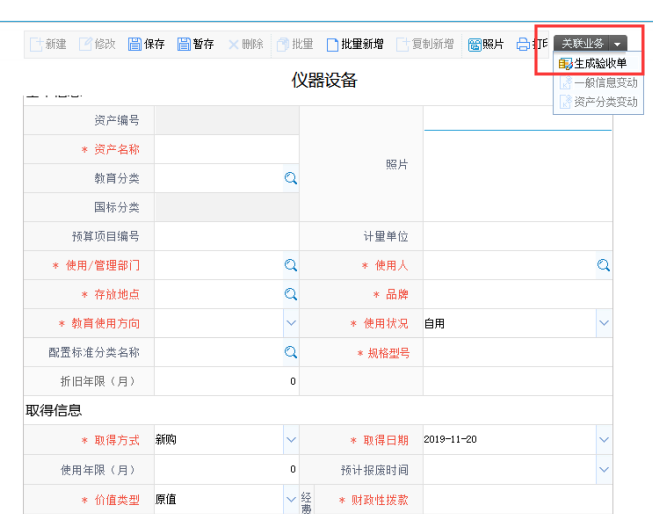 新建 修改 保存 暂存 删除 批量 批量新增 复制新增 照片 打印 关联业务
生成验收单
一般信息变动
资产分类变动
仪器设备
资产编号
* 资产名称 照片
教育分类
国标分类
预算项目编号 计量单位
* 使用/管理部门 * 使用人
* 存放地点 * 品牌
* 教育使用方向 * 使用状况 自用
配置标准分类名称 * 规格型号
折旧年限（月） 0
取得信息
* 取得方式 新购 * 取得日期 2019-11-20
使用年限（月） 0 预计报废时间
* 价值类型 原值 经费 * 财政性拨款